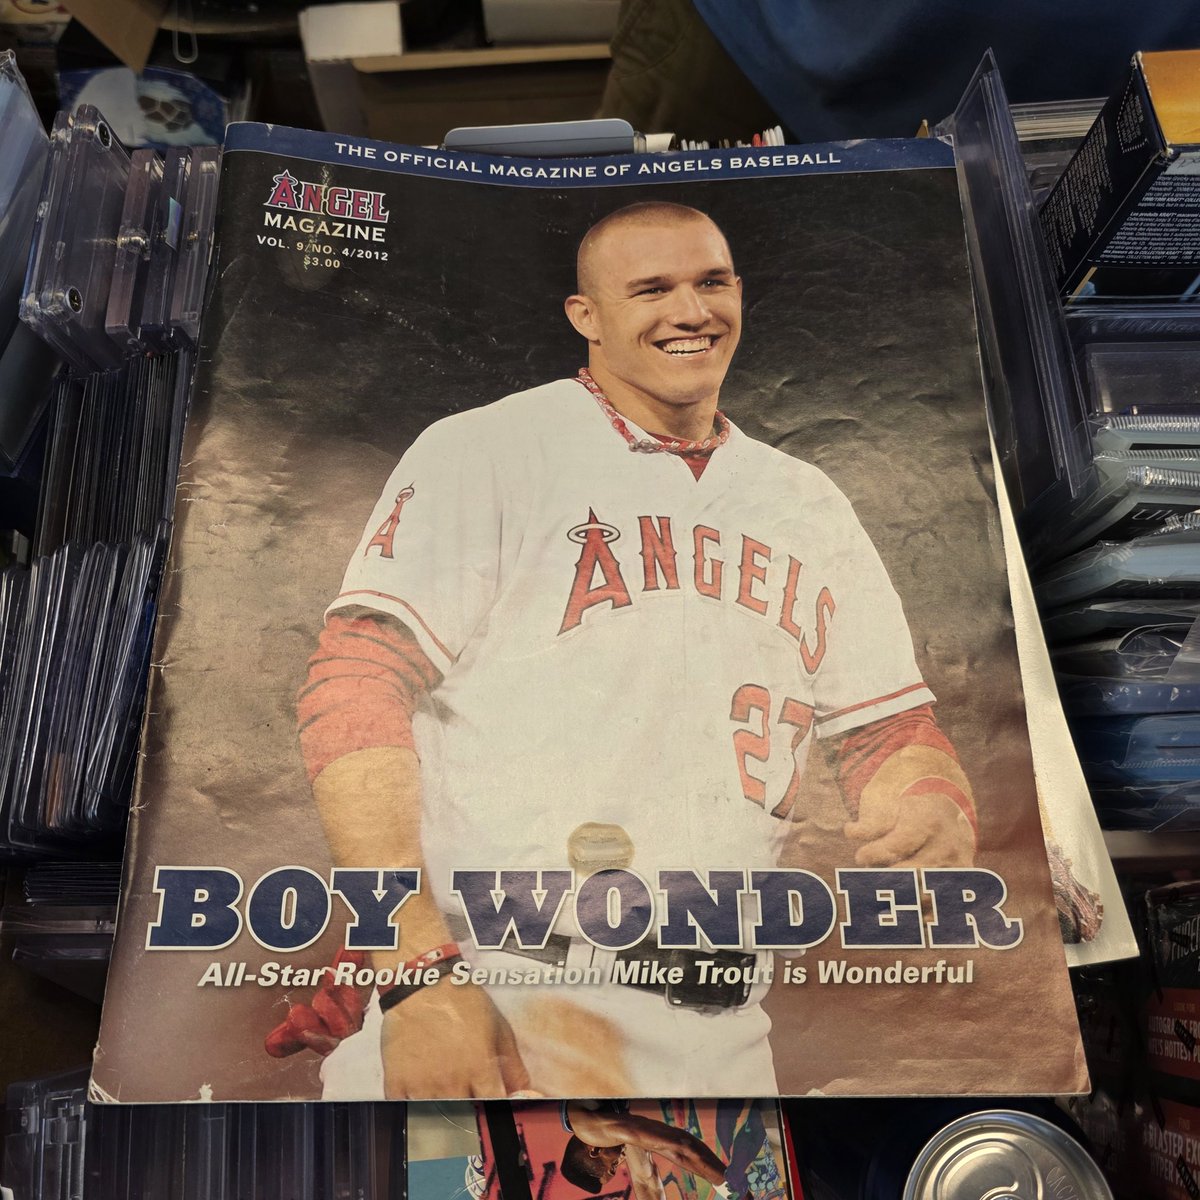 THE OFFICIAL MAGAZINE OF ANGELS BASEBALL
ANGEL
MAGAZINE
VOL. 9/NO. 4/2012
$3.00
A
ANGELS
27
BOY WONDER
All-Star Rookie Sensation Mike Trout is Wonderful